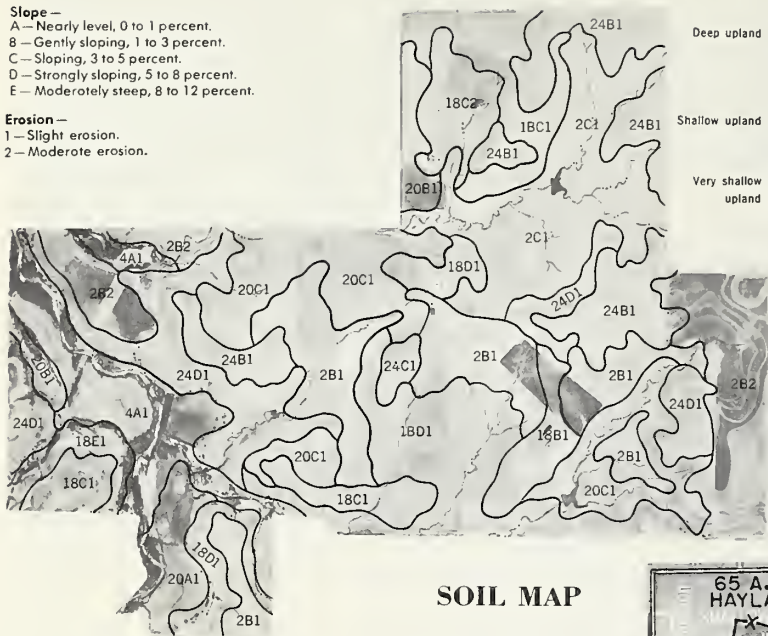 Slope —
A — Nearly level, 0 to 1 percent.
B — Gently sloping, 1 to 3 percent.
C — Sloping, 3 to 5 percent.
D — Strongly sloping, 5 to 8 percent.
E — Moderotely steep, 8 to 12 percent.
Erosion —
1 — Slight erosion.
2 — Moderote erosion.
Deep upland
Shallow upland
Very shallow
upland
24B1
18C2
1BC1
2C1
24B1
24B1
20B1
2B2
4A1
2B2
20C1
20C1
18D1
2C1
24D1
24B1
24B1
24D1
2B1
24C1
2B1
2B1
24D1
2B2
20B1
24D1
4A1
18E1
18C1
20C1
18C1
1BD1
18B1
2B1
20C1
20A1
18D1
2B1
SOIL MAP
65 A.
HAYLA